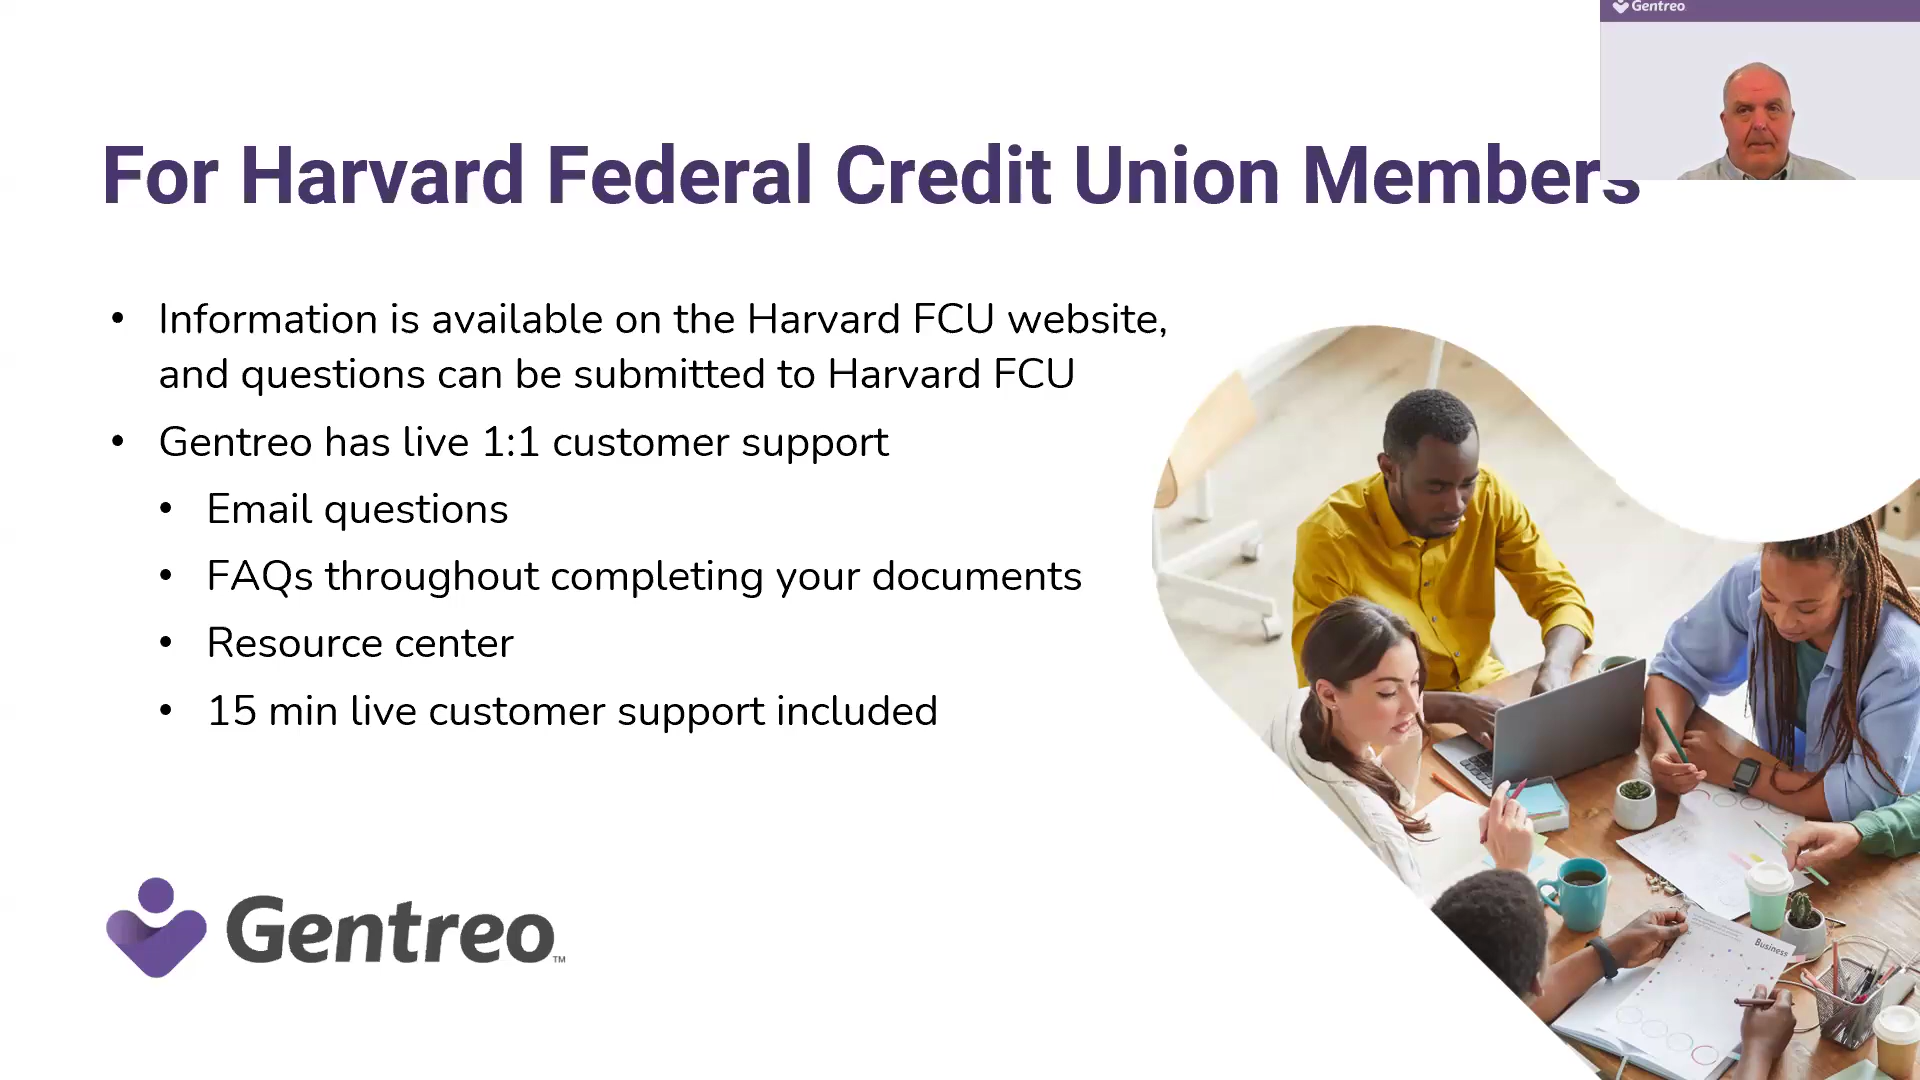 Gentreo
For Harvard Federal Credit Union Members
• Information is available on the Harvard FCU website,
and questions can be submitted to Harvard FCU
• Gentreo has live 1:1 customer support
• Email questions
• FAQs throughout completing your documents
• Resource center
• 15 min live customer support included
Business
Gentreo™